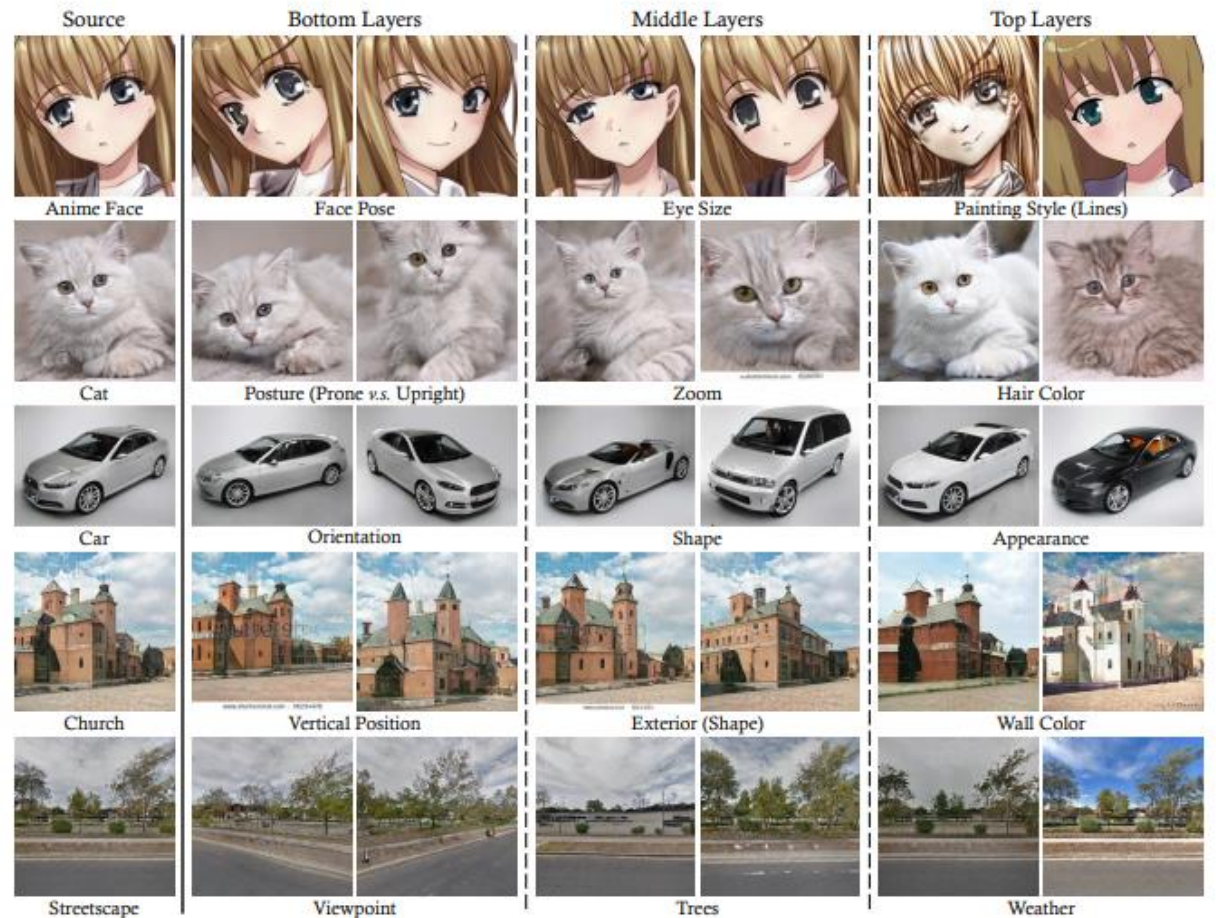 Source Bottom Layers Middle Layers Top Layers
Anime Face Face Pose Eye Size Painting Style (Lines)
Cat Posture (Prone v.s. Upright) Zoom Hair Color
Car Orientation Shape Appearance
Church Vertical Position Exterior (Shape) Wall Color
Streetscape Viewpoint Trees Weather